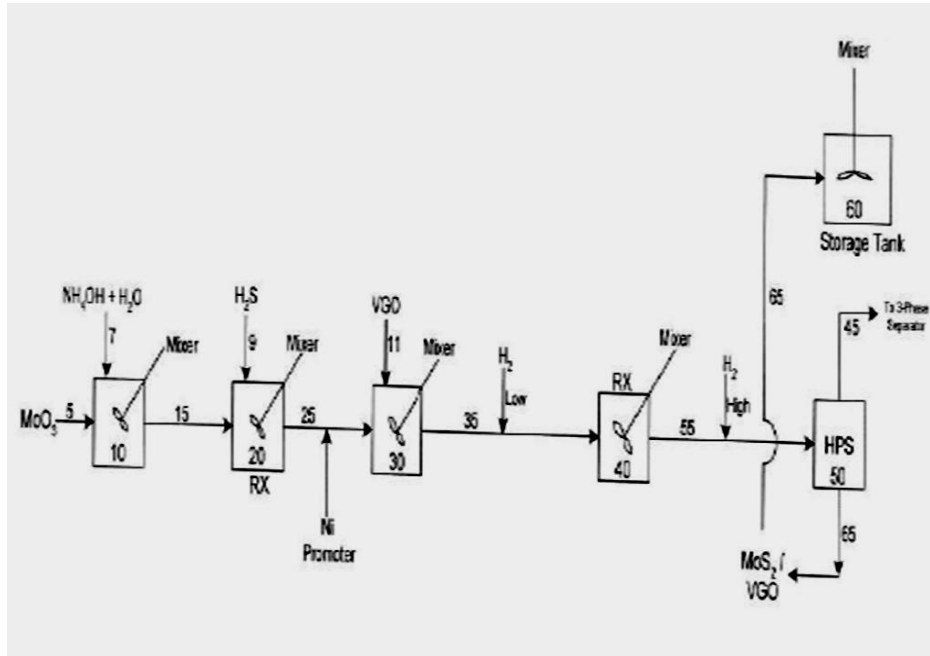 Mixer
60
Storage Tank
65
To 3-Phase
Separator
45
NH4OH + H2O
7
Mixer
H2S
9
Mixer
VGO
11
Mixer
H2
Low
Mixer
RX
H2
High
MoO3
5
10
15
20
RX
25
Ni
Promoter
30
35
40
55
HPS
50
65
MoS2 /
VGO